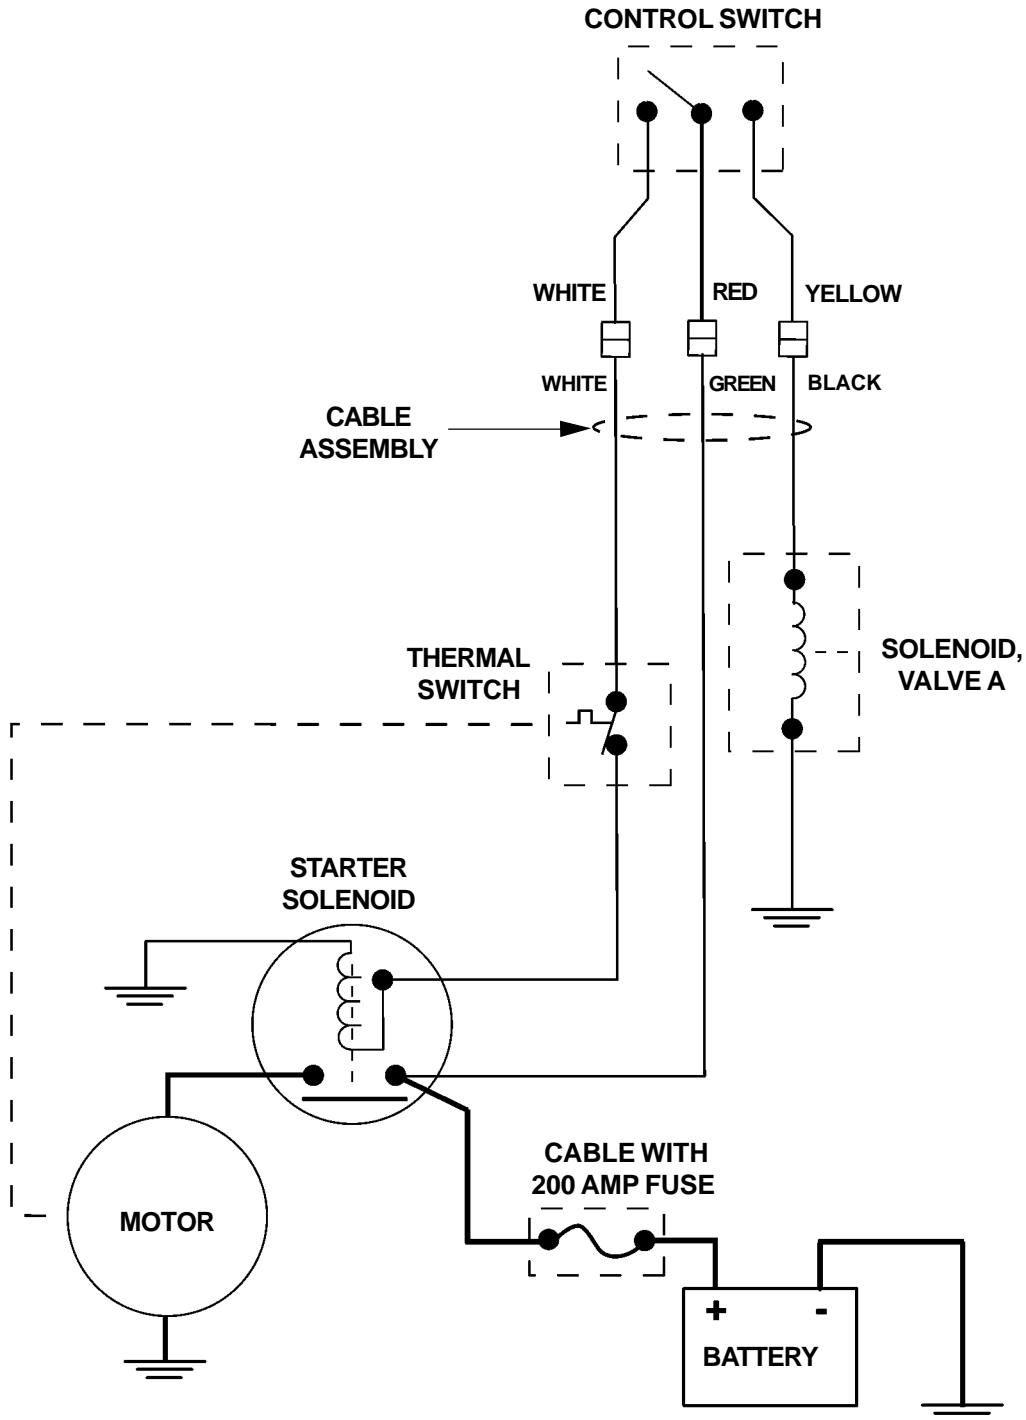 CONTROL SWITCH
WHITE
RED
YELLOW
WHITE
GREEN
BLACK
CABLE
ASSEMBLY
THERMAL
SWITCH
SOLENOID,
VALVE A
STARTER
SOLENOID
CABLE WITH
200 AMP FUSE
MOTOR
+
-
BATTERY